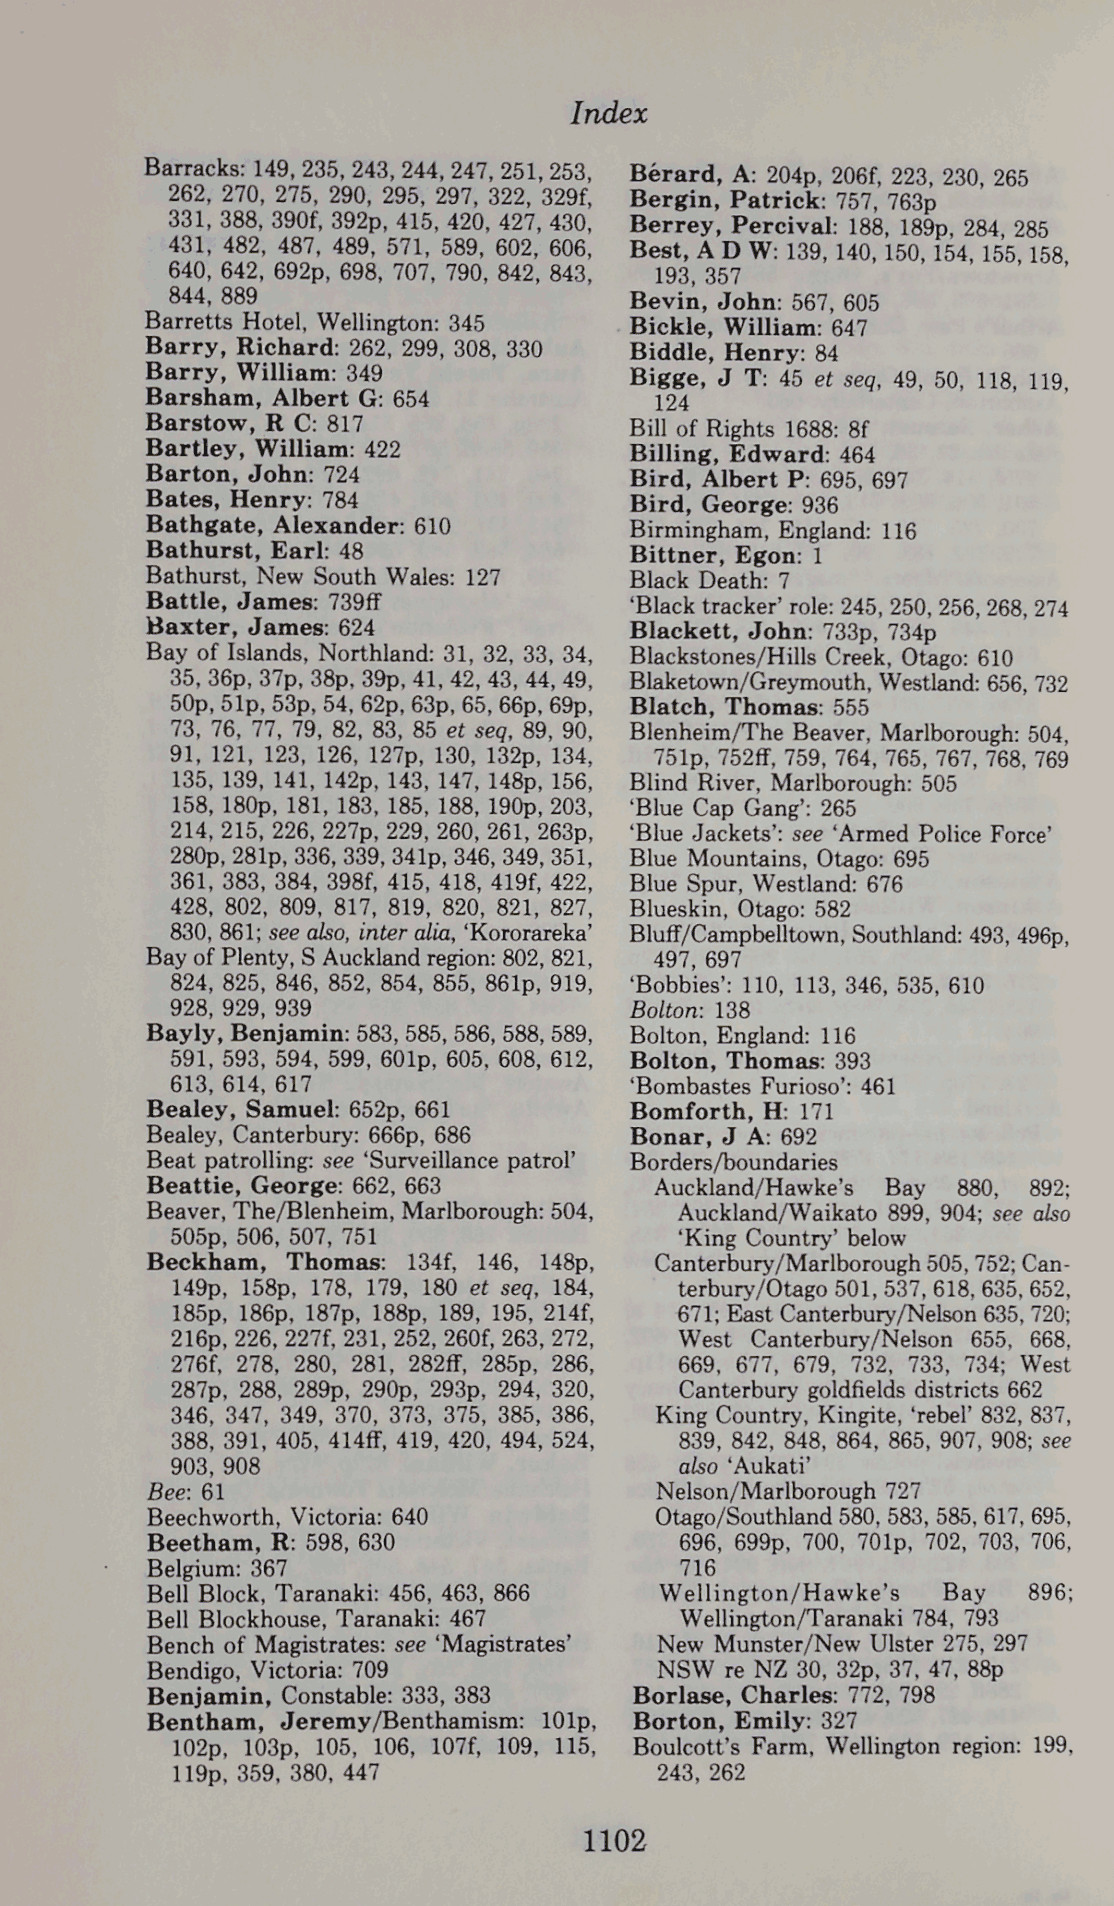 Index
Barracks: 149, 235, 243, 244, 247, 251, 253,
262, 270, 275, 290, 295, 297, 322, 329f,
331, 388, 390f, 392p, 415, 420, 427, 430,
431, 482, 487, 489, 571, 589, 602, 606,
640, 642, 692p, 698, 707, 790, 842, 843,
844, 889
Barretts Hotel, Wellington: 345
Barry, Richard: 262, 299, 308, 330
Barry, William: 349
Barsham, Albert G: 654
Barstow, R C: 817
Bartley, William: 422
Barton, John: 724
Bates, Henry: 784
Bathgate, Alexander: 610
Bathurst, Earl: 48
Bathurst, New South Wales: 127
Battle, James: 739ff
Baxter, James: 624
Bay of Islands, Northland: 31, 32, 33, 34,
35, 36p, 37p, 38p, 39p, 41, 42, 43, 44, 49,
50p, 51p, 53p, 54, 62p, 63p, 65, 66p, 69p,
73, 76, 77, 79, 82, 83, 85 et seq, 89, 90,
91, 121, 123, 126, 127p, 130, 132p, 134,
135, 139, 141, 142p, 143, 147, 148p, 156,
158, 180p, 181, 183, 185, 188, 190p, 203,
214, 215, 226, 227p, 229, 260, 261, 263p,
280p, 281p, 336, 339, 341p, 346, 349, 351,
361, 383, 384, 398f, 415, 418, 419f, 422,
428, 802, 809, 817, 819, 820, 821, 827,
830, 861; see also, inter alia, ‘Kororareka’
Bay of Plenty, S Auckland region: 802, 821,
824, 825, 846, 852, 854, 855, 861p, 919,
928, 929, 939
Bayly, Benjamin: 583, 585, 586, 588, 589,
591, 593, 594, 599, 601p, 605, 608, 612,
613, 614, 617
Bealey, Samuel: 652p, 661
Bealey, Canterbury: 666p, 686
Beat patrolling: see ‘Surveillance patrol’
Beattie, George: 662, 663
Beaver, The/Blenheim, Marlborough: 504,
505p, 506, 507, 751
Beckham, Thomas: 134f, 146, 148p,
149p, 158p, 178, 179, 180 et seq, 184,
185p, 186p, 187p, 188p, 189, 195, 214f,
216p, 226, 227f, 231, 252, 260f, 263, 272,
276f, 278, 280, 281, 282ff, 285p, 286,
287p, 288, 289p, 290p, 293p, 294, 320,
346, 347, 349, 370, 373, 375, 385, 386,
388, 391, 405, 414ff, 419, 420, 494, 524,
903, 908
Bee: 61
Beechworth, Victoria: 640
Beetham, R: 598, 630
Belgium: 367
Bell Block, Taranaki: 456, 463, 866
Bell Blockhouse, Taranaki: 467
Bench of Magistrates: see ‘Magistrates’
Bendigo, Victoria: 709
Benjamin, Constable: 333, 383
Bentham, Jeremy/Benthamism: 101p,
102p, 103p, 105, 106, 107f, 109, 115,
119p, 359, 380, 447
Bérard, A: 204p, 206f, 223, 230, 265
Bergin, Patrick: 757, 763p
Berrey, Percival: 188, 189p, 284, 285
Best, A D W: 139, 140, 150, 154, 155, 158,
193, 357
Bevin, John: 567, 605
Bickle, William: 647
Biddle, Henry: 84
Bigge, J T: 45 et seq, 49, 50, 118, 119,
124
Bill of Rights 1688: 8f
Billing, Edward: 464
Bird, Albert P: 695, 697
Bird, George: 936
Birmingham, England: 116
Bittner, Egon: 1
Black Death: 7
‘Black tracker’ role: 245, 250, 256, 268, 274
Blackett, John: 733p, 734p
Blackstones/Hills Creek, Otago: 610
Blaketown/Greymouth, Westland: 656, 732
Blatch, Thomas: 555
Blenheim/The Beaver, Marlborough: 504,
751p, 752ff, 759, 764, 765, 767, 768, 769
Blind River, Marlborough: 505
‘Blue Cap Gang’: 265
‘Blue Jackets’: see ‘Armed Police Force’
Blue Mountains, Otago: 695
Blue Spur, Westland: 676
Blueskin, Otago: 582
Bluff/Campbelltown, Southland: 493, 496p,
497, 697
‘Bobbies’: 110, 113, 346, 535, 610
Bolton: 138
Bolton, England: 116
Bolton, Thomas: 393
‘Bombastes Furioso’: 461
Bomforth, H: 171
Bonar, J A: 692
Borders/boundaries
Auckland/Hawke’s Bay 880, 892;
Auckland/Waikato 899, 904; see also
‘King Country’ below
Canterbury/Marlborough 505, 752; Can-
terbury/Otago 501, 537, 618, 635, 652,
671; East Canterbury/Nelson 635, 720;
West Canterbury/Nelson 655, 668,
669, 677, 679, 732, 733, 734; West
Canterbury goldfields districts 662
King Country, Kingite, ‘rebel’ 832, 837,
839, 842, 848, 864, 865, 907, 908; see
also ‘Aukati’
Nelson/Marlborough 727
Otago/Southland 580, 583, 585, 617, 695,
696, 699p, 700, 701p, 702, 703, 706,
716
Wellington/Hawke’s Bay 896;
Wellington/Taranaki 784, 793
New Munster/New Ulster 275, 297
NSW re NZ 30, 32p, 37, 47, 88p
Borlase, Charles: 772, 798
Borton, Emily: 327
Boulcott’s Farm, Wellington region: 199,
243, 262
1102